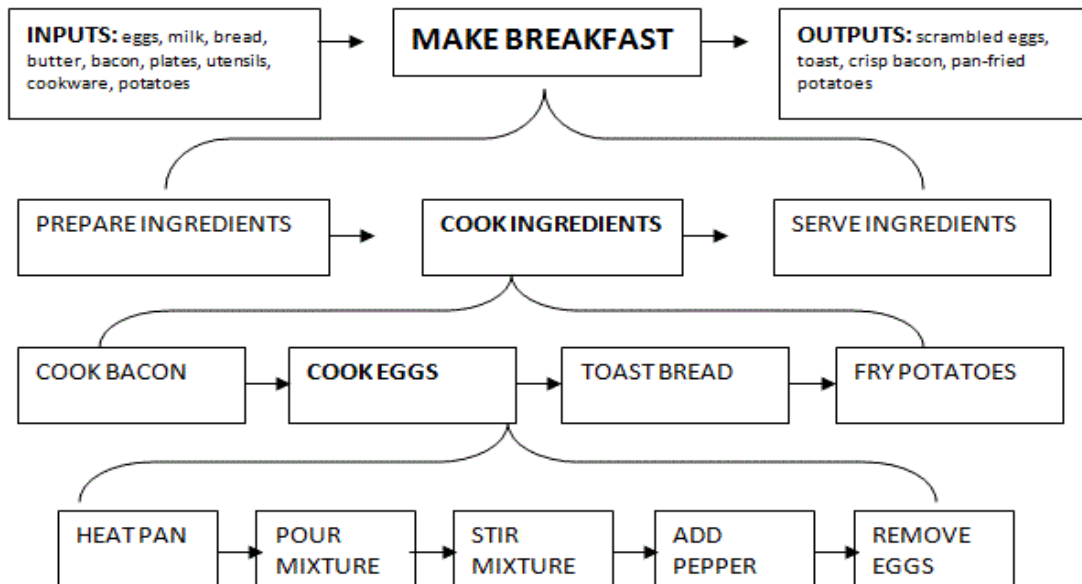 INPUTS: eggs, milk, bread,
butter, bacon, plates, utensils,
cookware, potatoes
MAKE BREAKFAST
OUTPUTS: scrambled eggs,
toast, crisp bacon, pan-fried
potatoes
PREPARE INGREDIENTS
COOK INGREDIENTS
SERVE INGREDIENTS
COOK BACON
COOK EGGS
TOAST BREAD
FRY POTATOES
HEAT PAN
POUR
MIXTURE
STIR
MIXTURE
ADD
PEPPER
REMOVE
EGGS